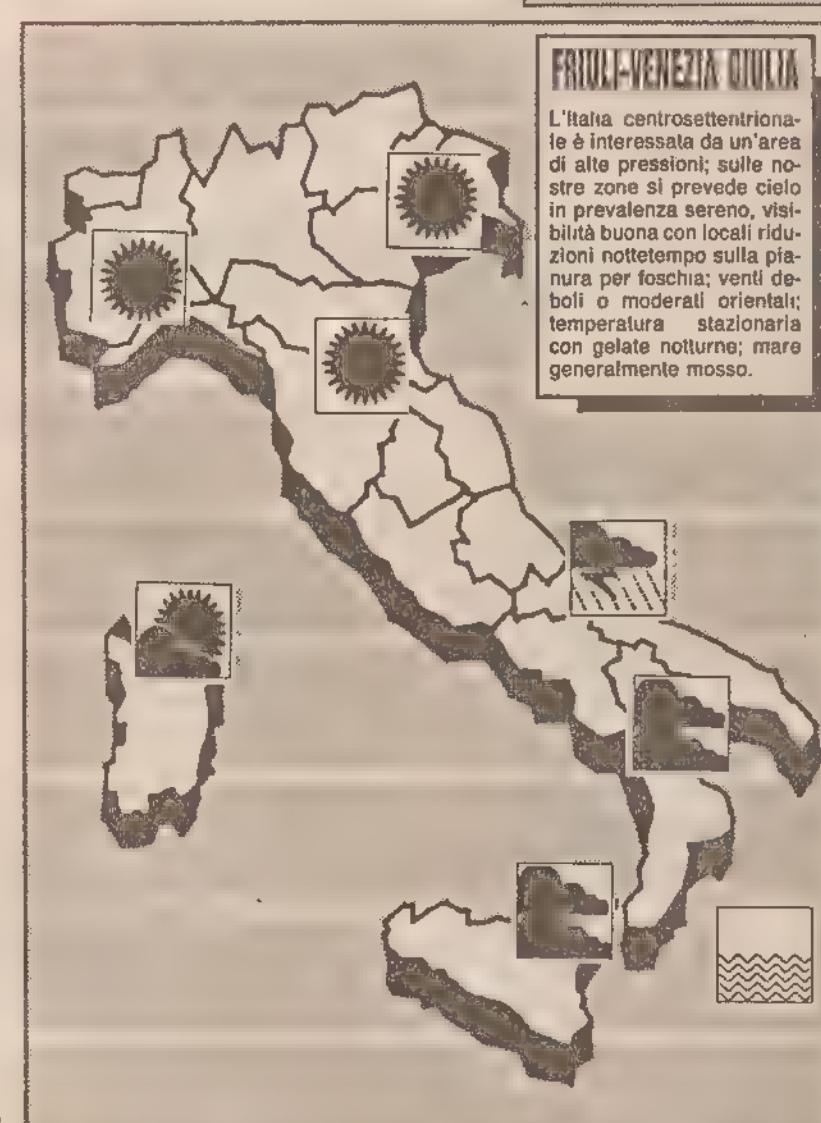 FRIULI-VENEZIA GIULIA
L'Italia centrosettentriona-
le è interessata da un'area
di alte pressioni; sulle no-
stre zone si prevede cielo
in prevalenza sereno, visi-
bilità buona con locali ridu-
zioni nottetempo sulla pia-
nura per foschia; venti de-
boli o moderati orientali;
temperatura stazionaria
con gelate notturne; mare
generalmente mosso.